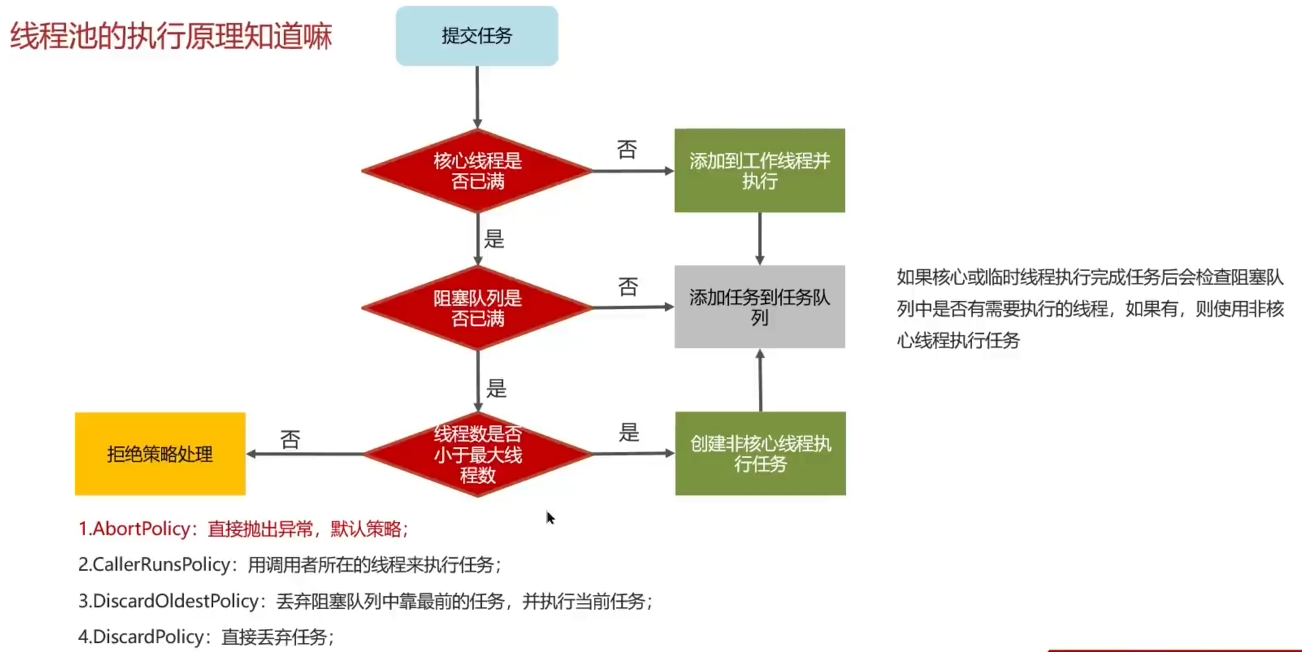 线程池的执行原理知道嘛
提交任务
核心线程是
否已满
否
添加到工作线程并
执行
是
阻塞队列是
否已满
否
添加任务到任务队
列
如果核心或临时线程执行完成任务后会检查阻塞队
列中是否有需要执行的线程，如果有，则使用非核
心线程执行任务
是
拒绝策略处理
否
线程数是否
小于最大线
程数
是
创建非核心线程执
行任务
1.AbortPolicy：直接抛出异常，默认策略；
2.CallerRunsPolicy：用调用者所在的线程来执行任务；
3.DiscardOldestPolicy：丢弃阻塞队列中靠最前的任务，并执行当前任务；
4.DiscardPolicy：直接丢弃任务；